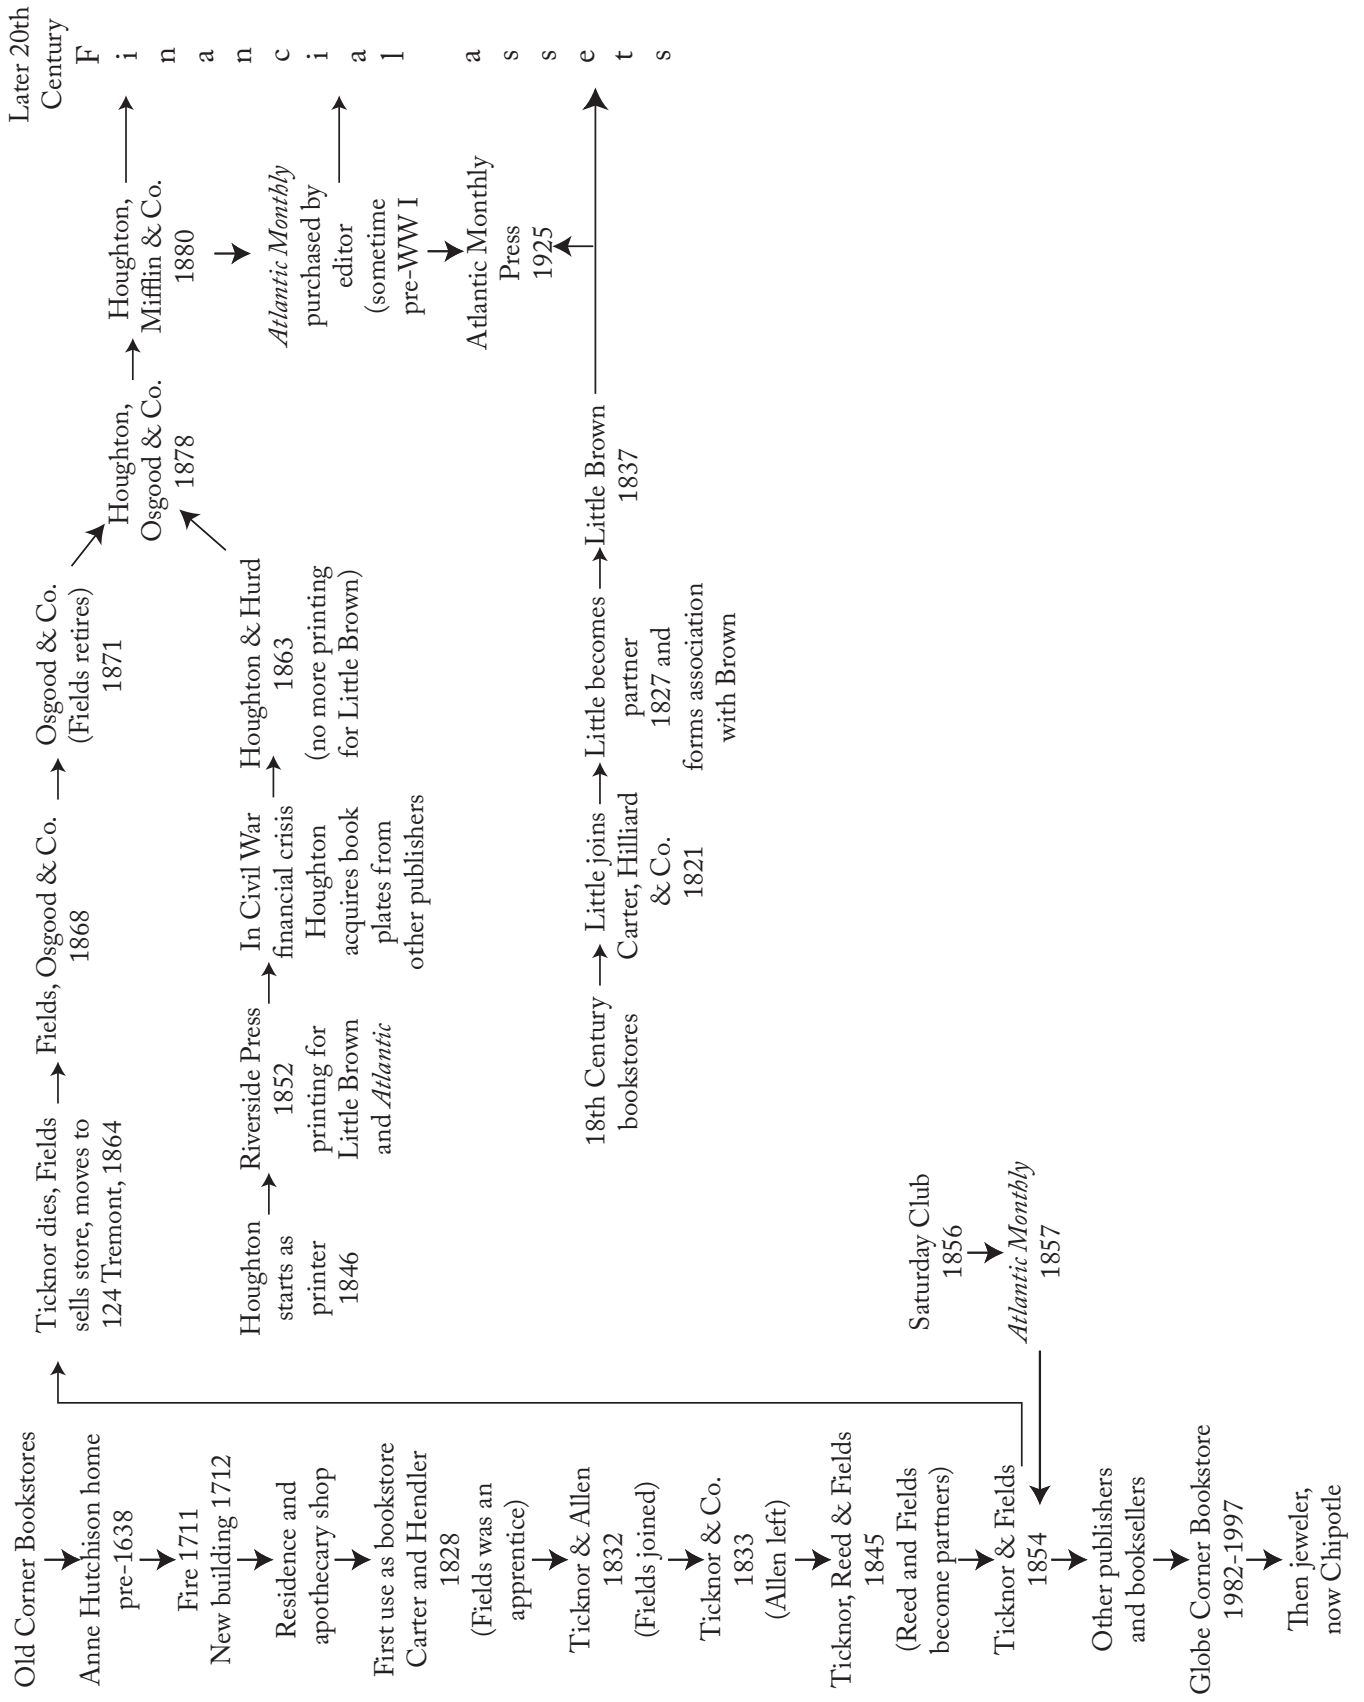 Old Corner Bookstores
Anne Hutchison home
pre-1638
Fire 1711
New building 1712
Residence and
apothecary shop
First use as bookstore
Carter and Hendler
1828
(Fields was an
apprentice)
Ticknor & Allen
1832
(Fields joined)
Ticknor & Co.
1833
(Allen left)
Ticknor, Reed & Fields
1845
(Reed and Fields
become partners)
Ticknor & Fields
1854
Other publishers
and booksellers
Globe Corner Bookstore
1982-1997
Then jeweler,
now Chipotle
Saturday Club
1856
Atlantic Monthly
1857
Ticknor dies, Fields
sells store, moves to
124 Tremont, 1864
Fields, Osgood & Co.
1868
Osgood & Co.
(Fields retires)
1871
Houghton
starts as
printer
1846
Riverside Press
1852
printing for
Little Brown
and Atlantic
In Civil War
financial crisis
Houghton
acquires book
plates from
other publishers
Houghton & Hurd
1863
(no more printing
for Little Brown)
Houghton,
Osgood & Co.
1878
Houghton,
Mifflin & Co.
1880
Atlantic Monthly
purchased by
editor
(sometime
pre-WW I
Atlantic Monthly
Press
1925
18th Century
bookstores
Little joins
Carter, Hilliard
& Co.
1821
Little becomes
partner
1827 and
forms association
with Brown
Little Brown
1837
Later 20th
Century
Financial assets